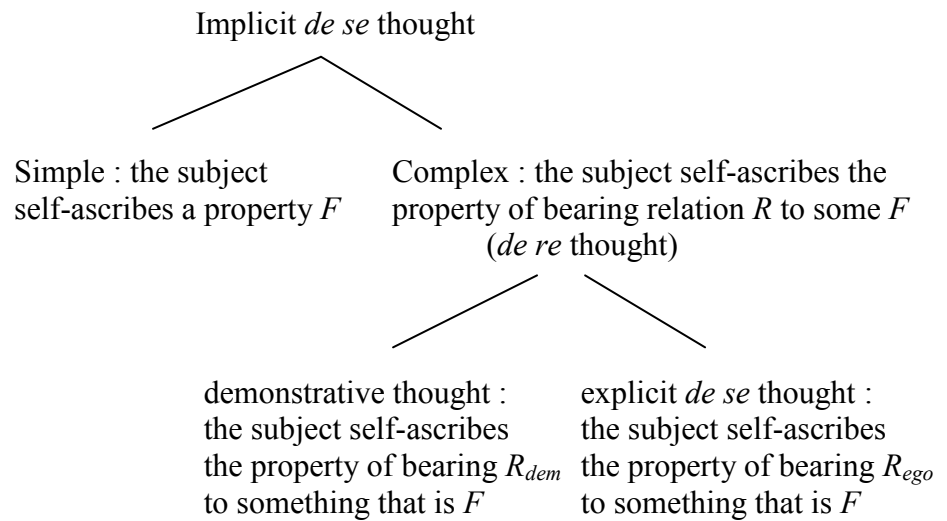 Implicit de se thought
Simple : the subject
self-ascribes a property F
Complex : the subject self-ascribes the
property of bearing relation R to some F
(de re thought)
demonstrative thought :
the subject self-ascribes
the property of bearing Rdem
to something that is F
explicit de se thought :
the subject self-ascribes
the property of bearing Rego
to something that is F